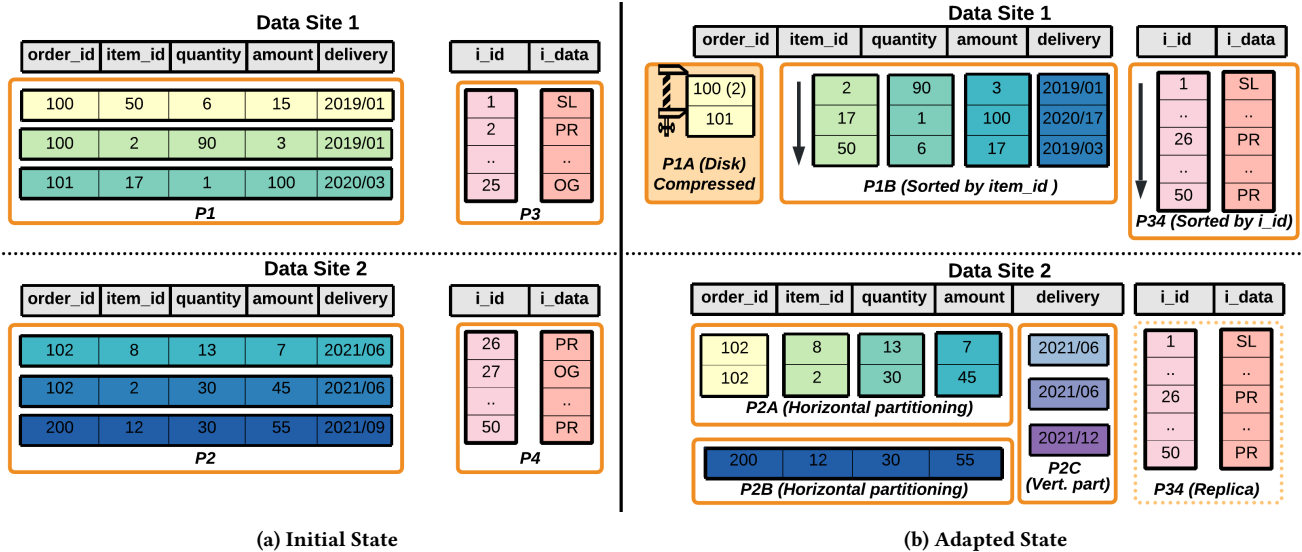 Data Site 1
order_id item_id quantity amount delivery
i_id i_data
100 50 6 15 2019/01
100 2 90 3 2019/01
101 17 1 100 2020/03
P1
1 SL
2 PR
.. ..
25 OG
P3
Data Site 2
order_id item_id quantity amount delivery
i_id i_data
102 8 13 7 2021/06
102 2 30 45 2021/06
200 12 30 55 2021/09
P2
26 PR
27 OG
.. ..
50 PR
P4
(a) Initial State
Data Site 1
order_id item_id quantity amount delivery
i_id i_data
100 (2)
101
P1A (Disk)
Compressed
2 90 3 2019/01
17 1 100 2020/17
50 6 17 2019/03
P1B (Sorted by item_id )
1 SL
.. ..
26 PR
.. ..
50 PR
P34 (Sorted by i_id)
Data Site 2
order_id item_id quantity amount delivery
i_id i_data
102 8 13 7
102 2 30 45
P2A (Horizontal partitioning)
200 12 30 55
P2B (Horizontal partitioning)
2021/06
2021/06
2021/12
P2C
(Vert. part)
1 SL
.. ..
26 PR
.. ..
50 PR
P34 (Replica)
(b) Adapted State